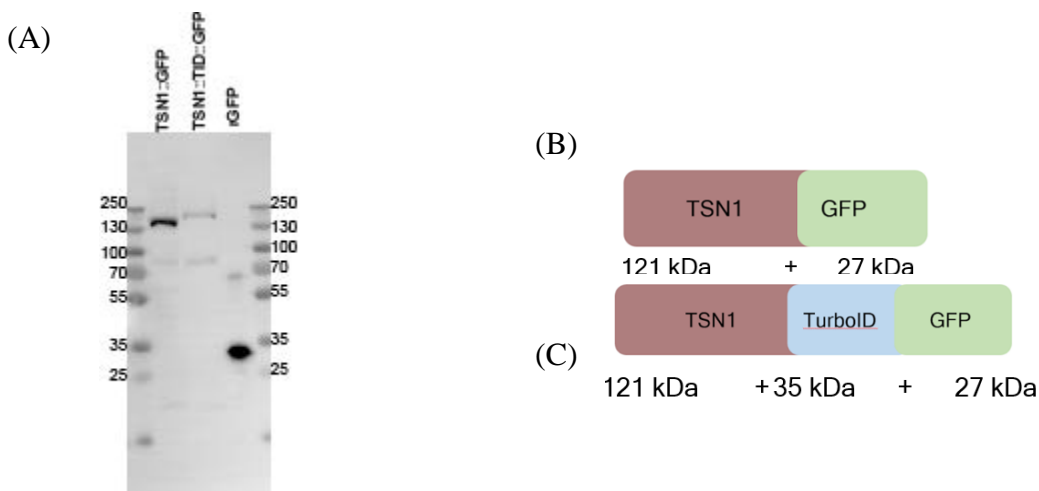 (A)
TSN1::GFP
TSN1::TID::GFP
rGFP
250
130
100
70
55
35
25
250
130
100
70
55
35
25
(B)
TSN1 GFP
121 kDa + 27 kDa
(C)
TSN1 TurboID GFP
121 kDa +35 kDa + 27 kDa